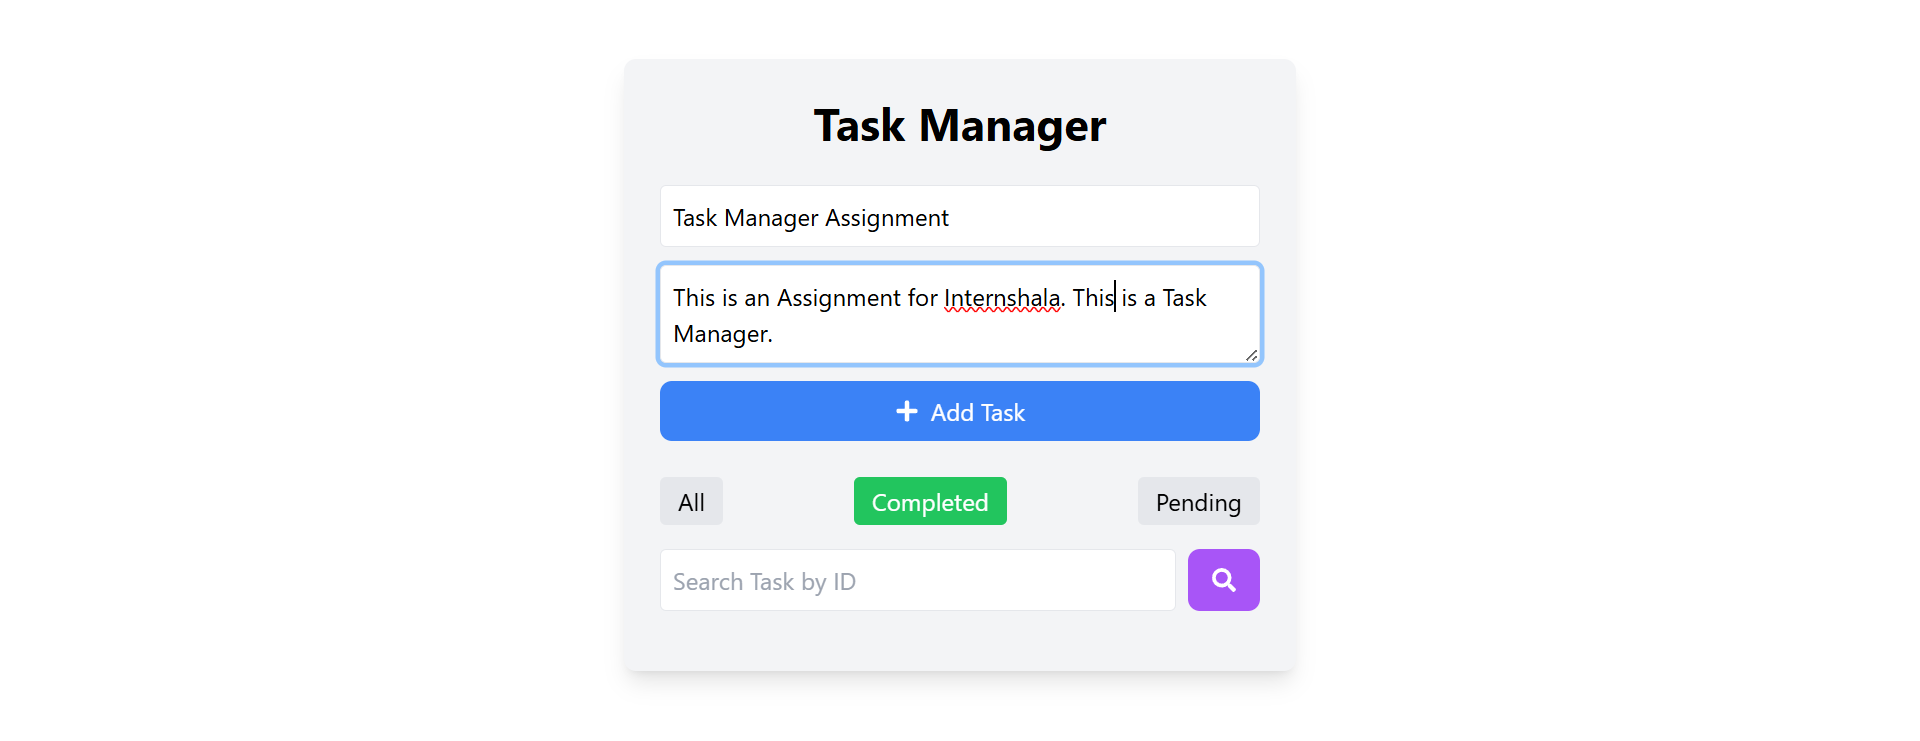 Task Manager
Task Manager Assignment
This is an Assignment for Internshala. This is a Task
Manager.
Add Task
All
Completed
Pending
Search Task by ID